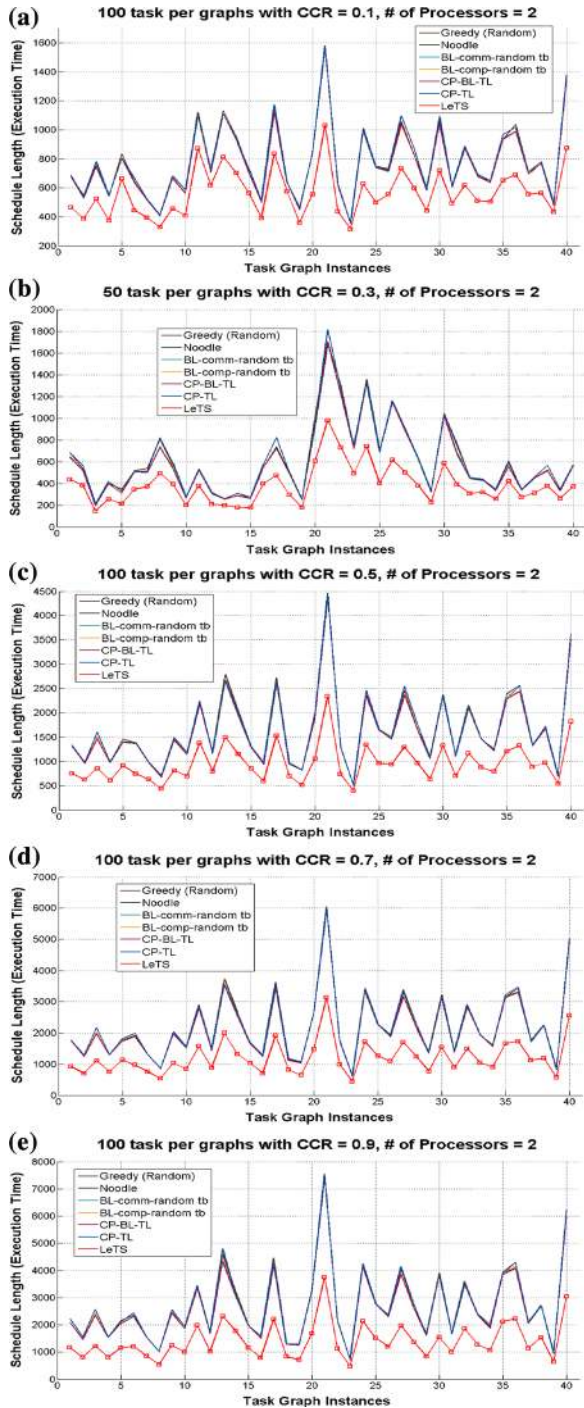 (a)
100 task per graphs with CCR = 0.1, # of Processors = 2
Schedule Length (Execution Time)
1600
1400
1200
1000
800
600
400
200
Greedy (Random)
Noodle
BL-comm-random tb
BL-comp-random tb
CP-BL-TL
CP-TL
LeTS
0 5 10 15 20 25 30 35 40
Task Graph Instances
(b)
50 task per graphs with CCR = 0.3, # of Processors = 2
Schedule Length (Execution Time)
2000
1800
1600
1400
1200
1000
800
600
400
200
0
Greedy (Random)
Noodle
BL-comm-random tb
BL-comp-random tb
CP-BL-TL
CP-TL
LeTS
0 5 10 15 20 25 30 35 40
Task Graph Instances
(c)
100 task per graphs with CCR = 0.5, # of Processors = 2
Schedule Length (Execution Time)
4500
4000
3500
3000
2500
2000
1500
1000
500
0
Greedy (Random)
Noodle
BL-comm-random tb
BL-comp-random tb
CP-BL-TL
CP-TL
LeTS
0 5 10 15 20 25 30 35 40
Task Graph Instances
(d)
100 task per graphs with CCR = 0.7, # of Processors = 2
Schedule Length (Execution Time)
7000
6000
5000
4000
3000
2000
1000
0
Greedy (Random)
Noodle
BL-comm-random tb
BL-comp-random tb
CP-BL-TL
CP-TL
LeTS
0 5 10 15 20 25 30 35 40
Task Graph Instances
(e)
100 task per graphs with CCR = 0.9, # of Processors = 2
Schedule Length (Execution Time)
8000
7000
6000
5000
4000
3000
2000
1000
0
Greedy (Random)
Noodle
BL-comm-random tb
BL-comp-random tb
CP-BL-TL
CP-TL
LeTS
0 5 10 15 20 25 30 35 40
Task Graph Instances